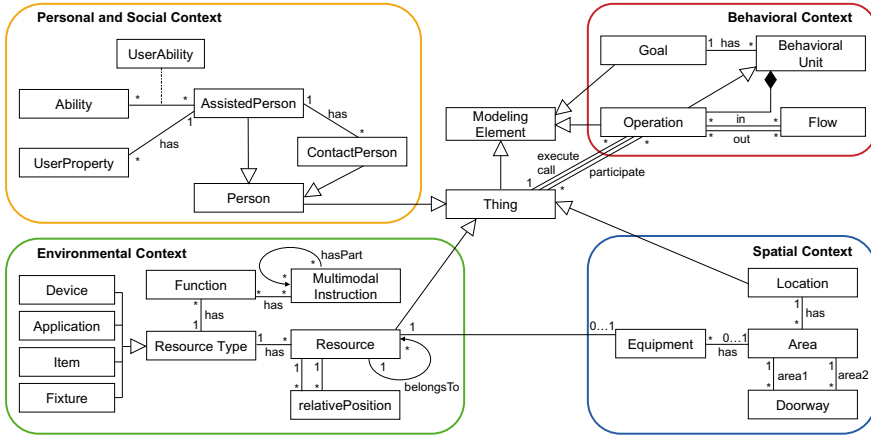 Personal and Social Context
UserAbility
Ability
* *
AssistedPerson
1
has
*
1
has
*
UserProperty
ContactPerson
Person
Behavioral Context
Goal
1 has *
Behavioral
Unit
Modeling
Element
Operation
* in *
* out *
Flow
execute
call
* *
participate
1 *
Thing
Environmental Context
hasPart
*
*
Device
Function
* *
has
Multimodal
Instruction
Application
*
has
1
Item
Resource Type
1 *
has
Resource
1
*
Fixture
1 1
* *
1
belongsTo
relativePosition
Spatial Context
Location
1
has
*
0...1
Equipment
* 0...1
has
Area
1 1
area1 area2
* *
Doorway